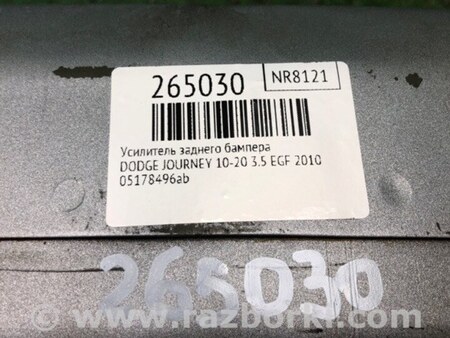 265030
NR8121
Усилитель заднего бампера
DODGE JOURNEY 10-20 3.5 EGF 2010
05178496ab
265030
www.razborki.com